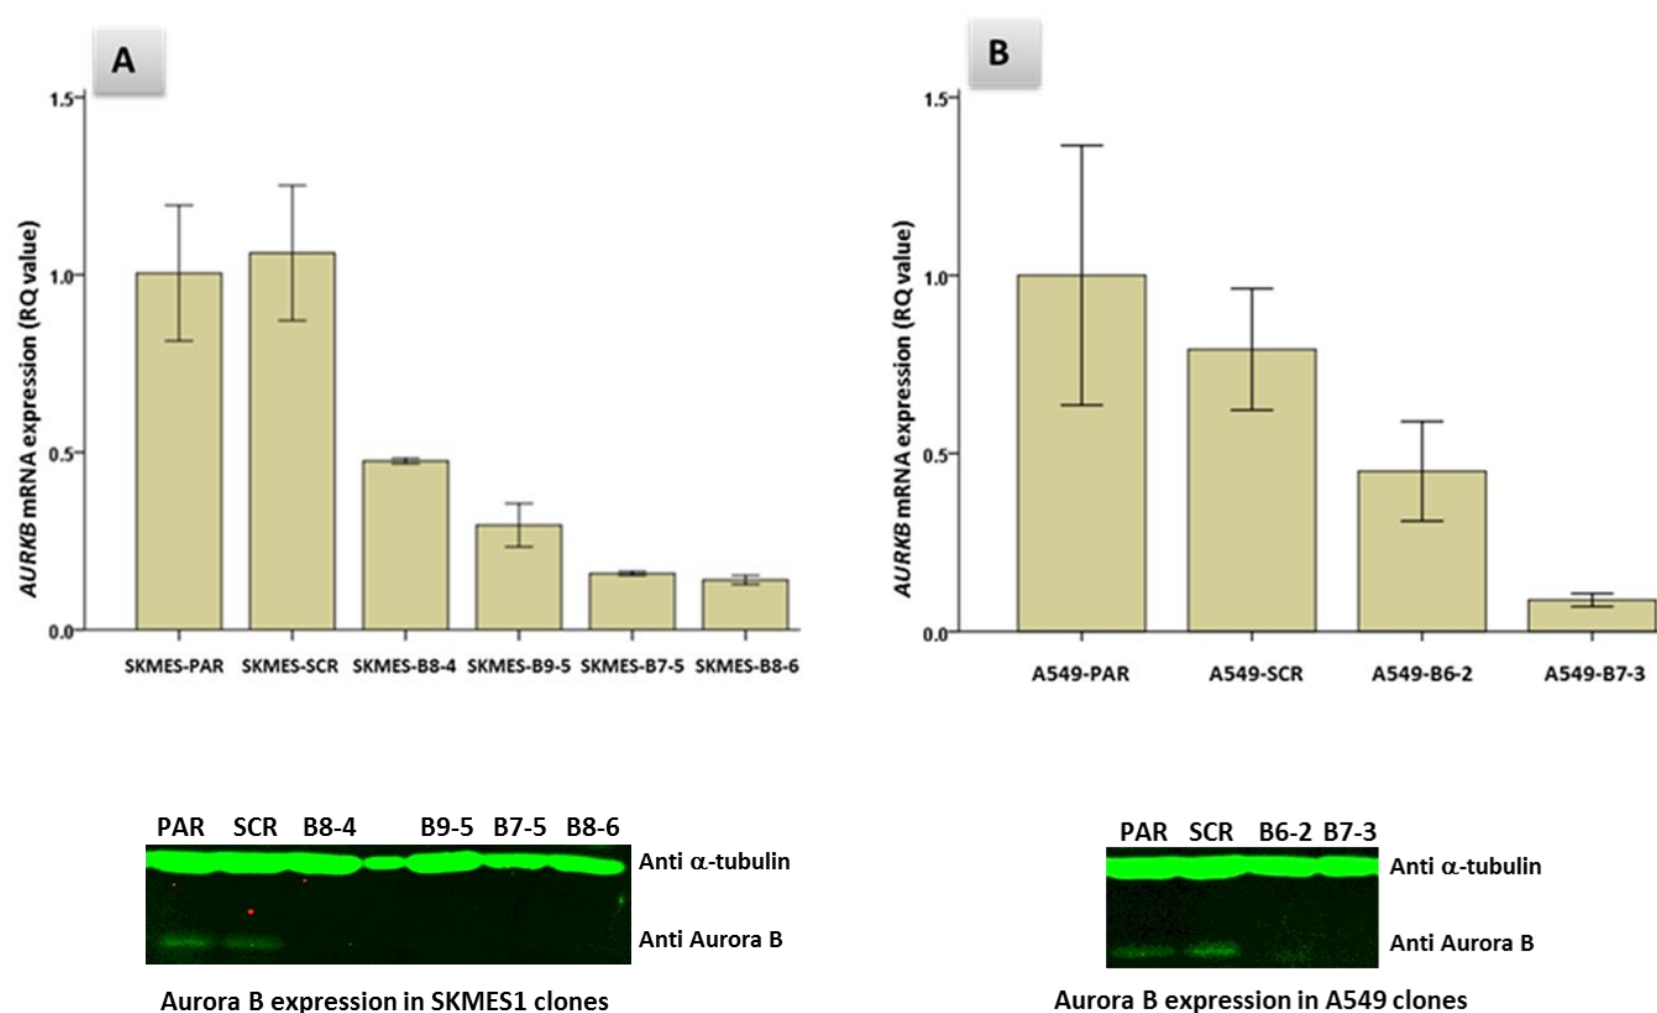 A
1.5
1.0
0.5
0.0
AURKB mRNA expression (RQ value)
SKMES-PAR SKMES-SCR SKMES-B8-4 SKMES-B9-5 SKMES-B7-5 SKMES-B8-6
PAR SCR B8-4 B9-5 B7-5 B8-6
Anti α-tubulin
Anti Aurora B
Aurora B expression in SKMES1 clones
B
1.5
1.0
0.5
0.0
AURKB mRNA expression (RQ value)
A549-PAR A549-SCR A549-B6-2 A549-B7-3
PAR SCR B6-2 B7-3
Anti α-tubulin
Anti Aurora B
Aurora B expression in A549 clones